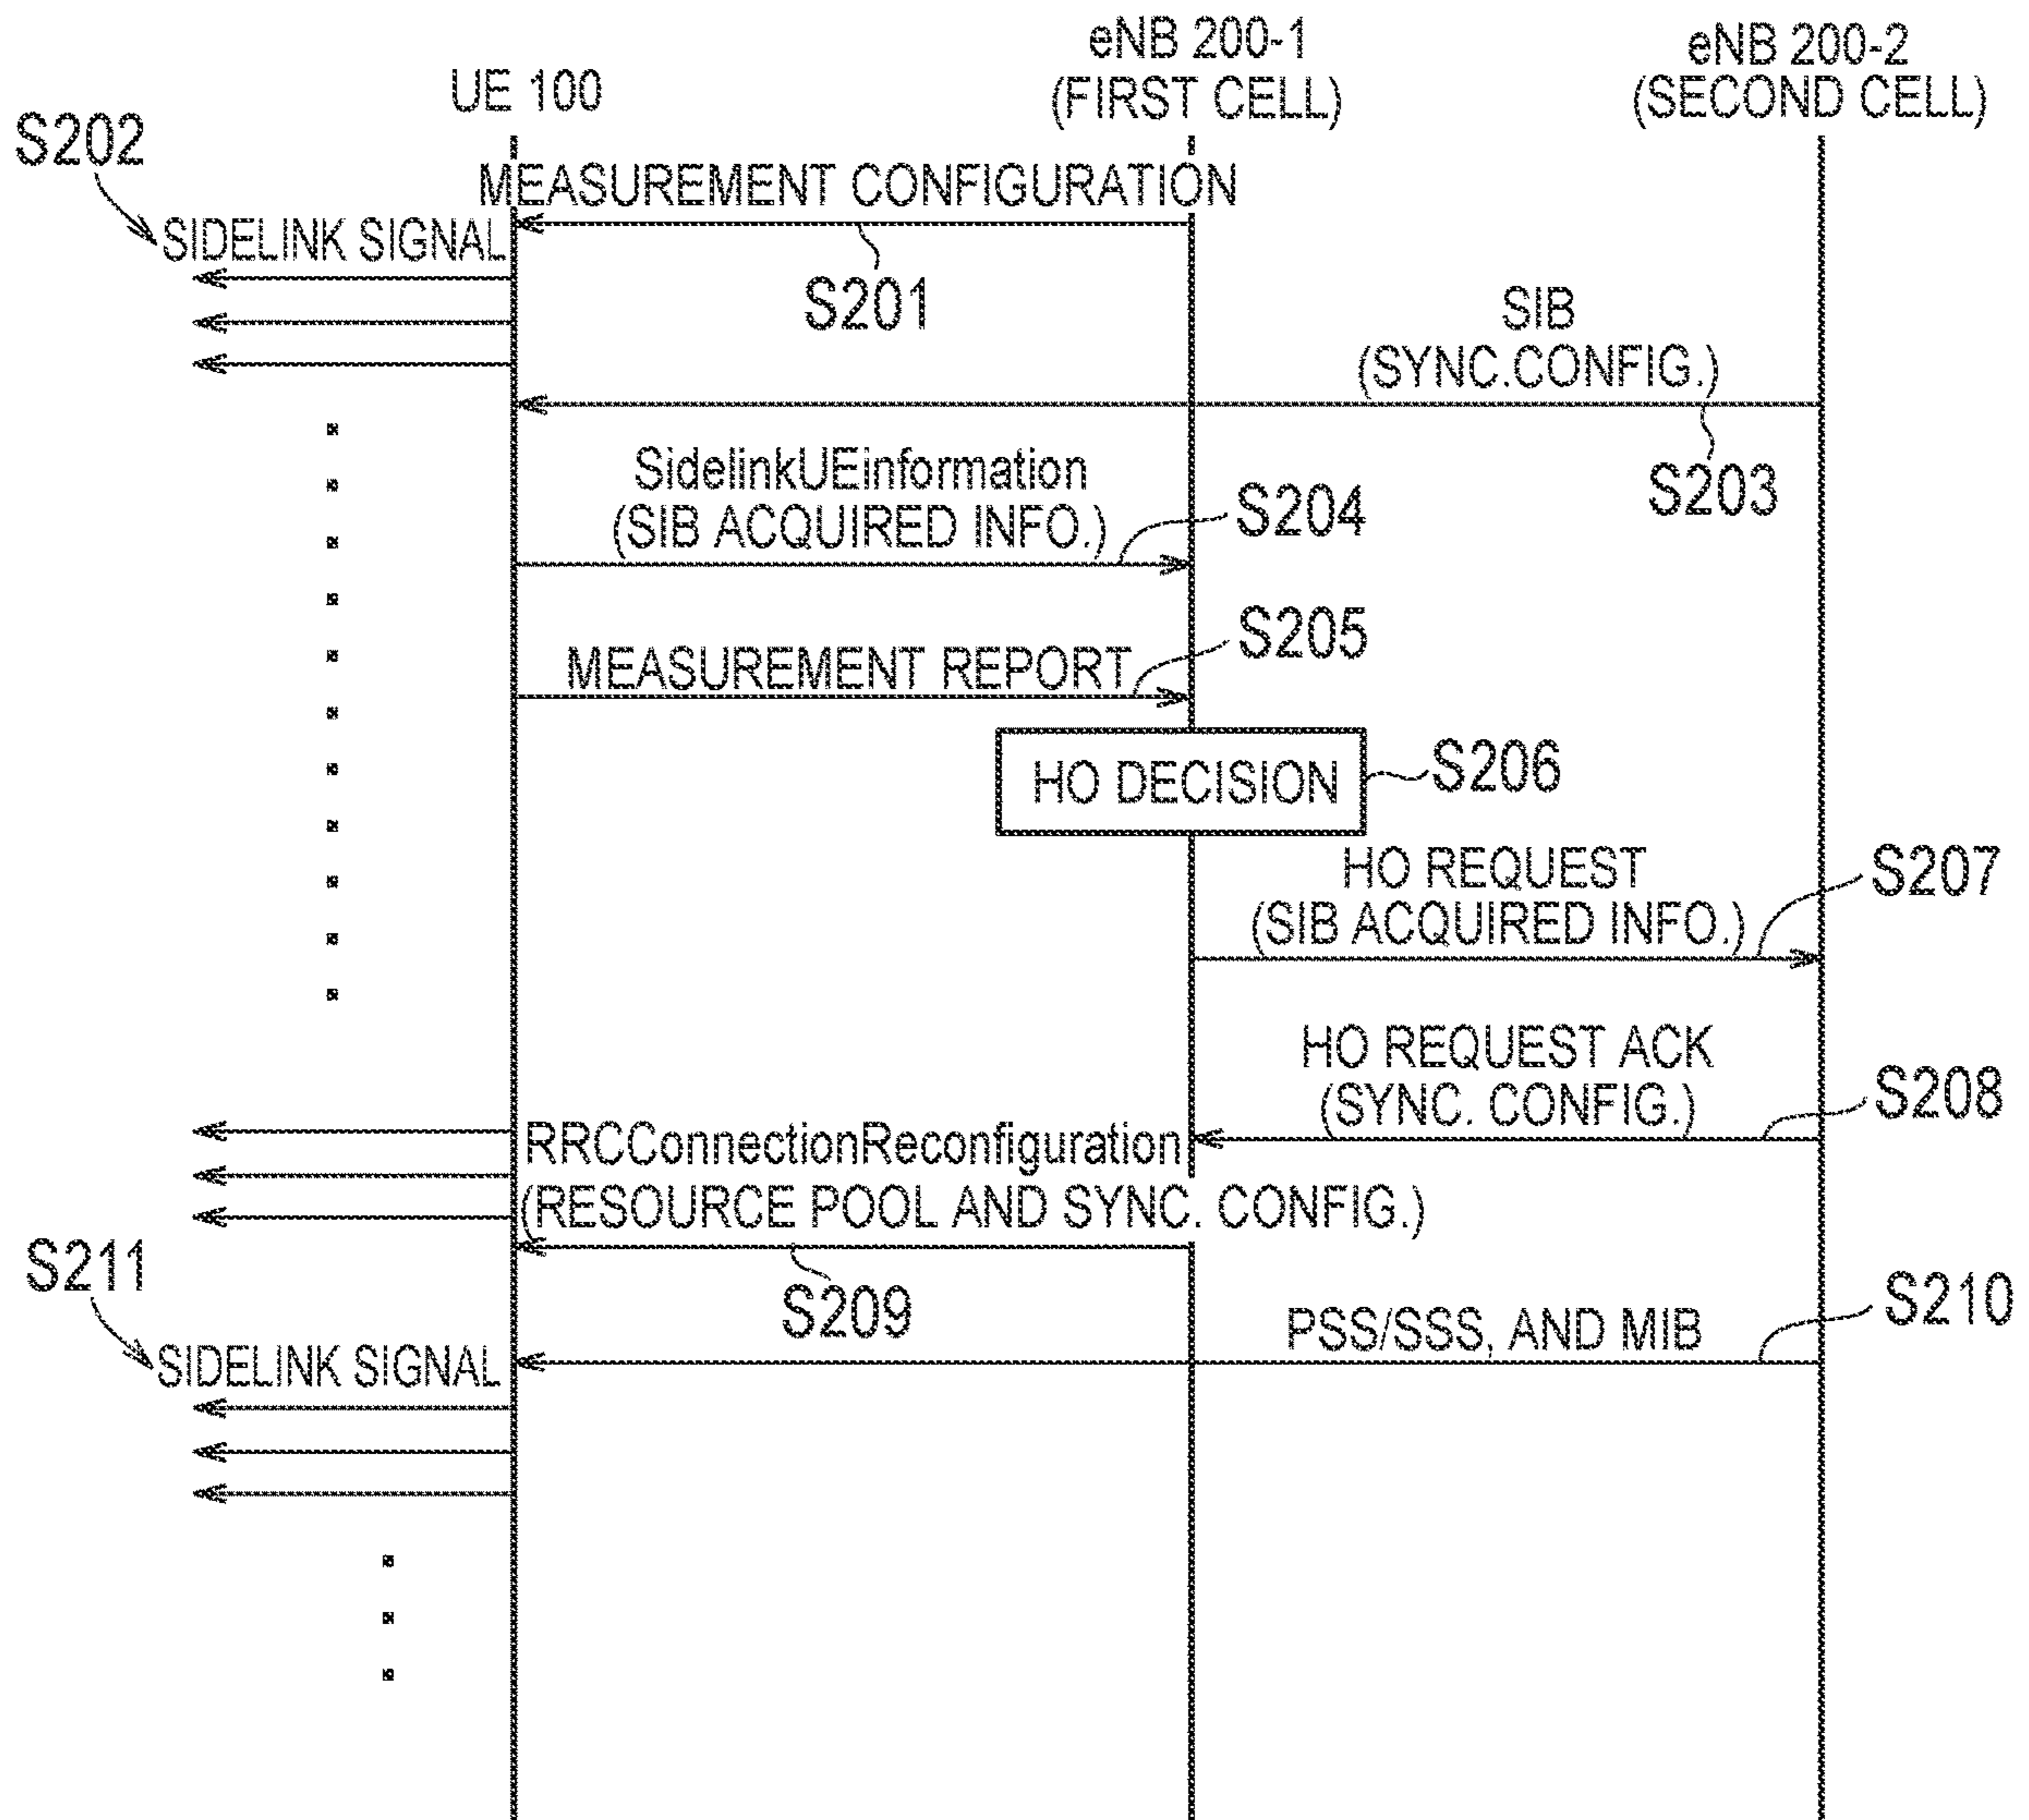 UE 100
eNB 200-1
(FIRST CELL)
eNB 200-2
(SECOND CELL)
S202
MEASUREMENT CONFIGURATION
SIDELINK SIGNAL
S201
SIB
(SYNC.CONFIG.)
S203
SidelinkUEinformation
(SIB ACQUIRED INFO.)
S204
MEASUREMENT REPORT
S205
HO DECISION
S206
HO REQUEST
(SIB ACQUIRED INFO.)
S207
HO REQUEST ACK
(SYNC. CONFIG.)
S208
RRCConnectionReconfiguration
(RESOURCE POOL AND SYNC. CONFIG.)
S209
S211
SIDELINK SIGNAL
PSS/SSS, AND MIB
S210